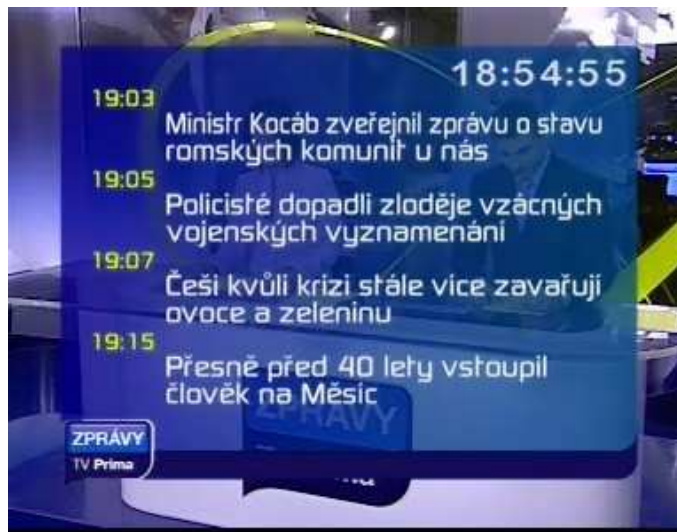 18:54:55
19:03
Ministr Kocáb zveřejnil zprávu o stavu
romských komunit u nás
19:05
Policisté dopadli zloděje vzácných
vojenských vyznamenání
19:07
Češi kvůli krizi stále více zavařují
ovoce a zeleninu
19:15
Přesně před 40 lety vstoupil
člověk na Měsíc
ZPRÁVY
ZPRÁVY
TV Prima